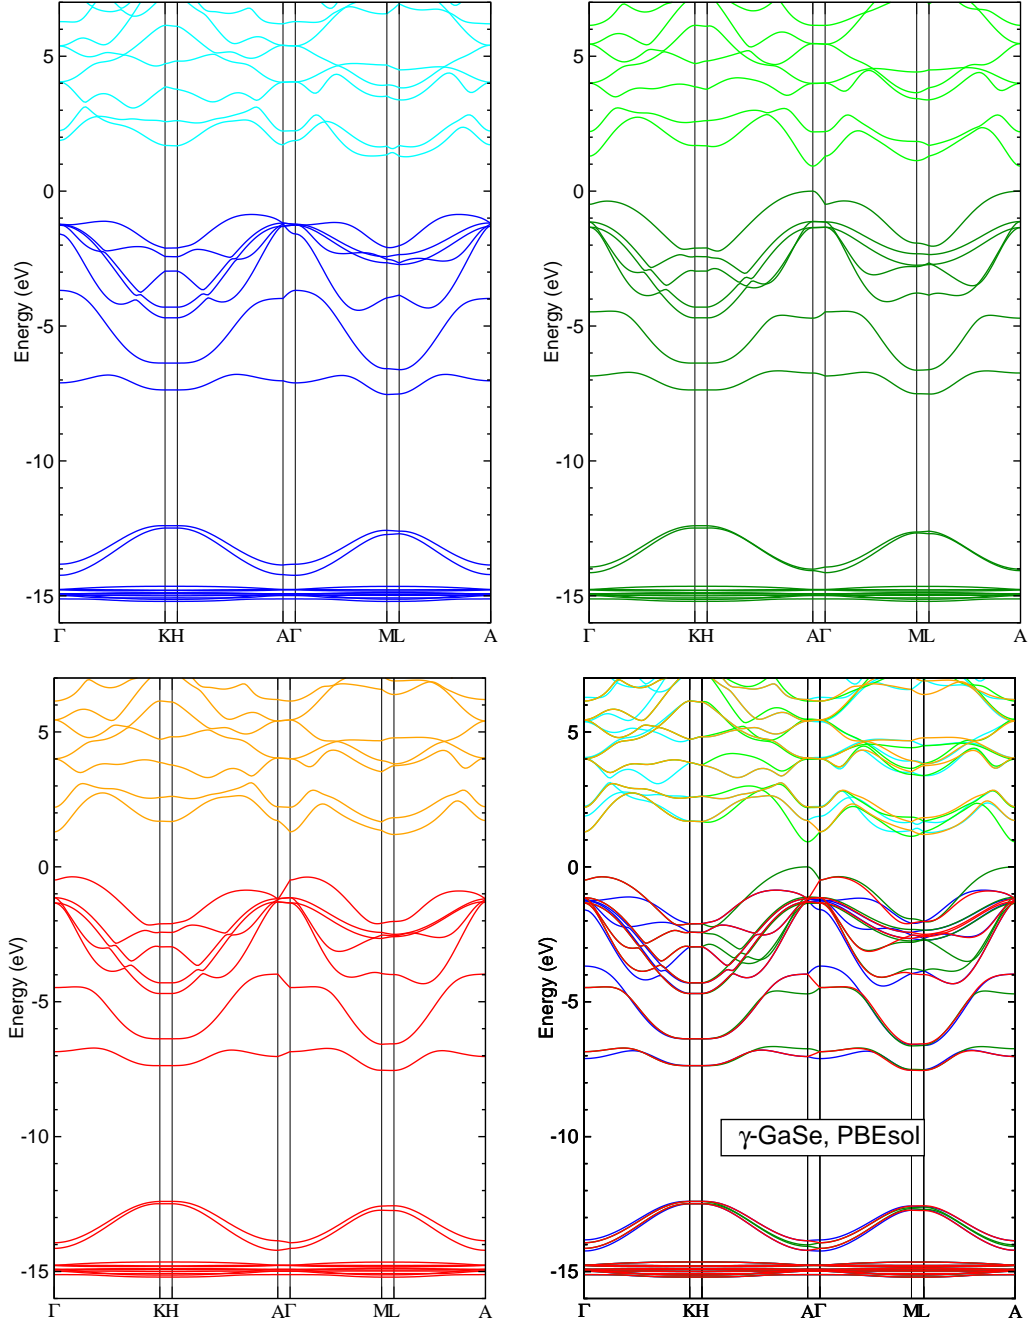 5
0
-5
-10
-15
Energy (eV)
Γ KH AΓ ML A
5
0
-5
-10
-15
Energy (eV)
Γ KH AΓ ML A
5
0
-5
-10
-15
Energy (eV)
Γ KH AΓ ML A
5
0
-5
-10
-15
Energy (eV)
γ-GaSe, PBEsol
Γ KH AΓ ML A